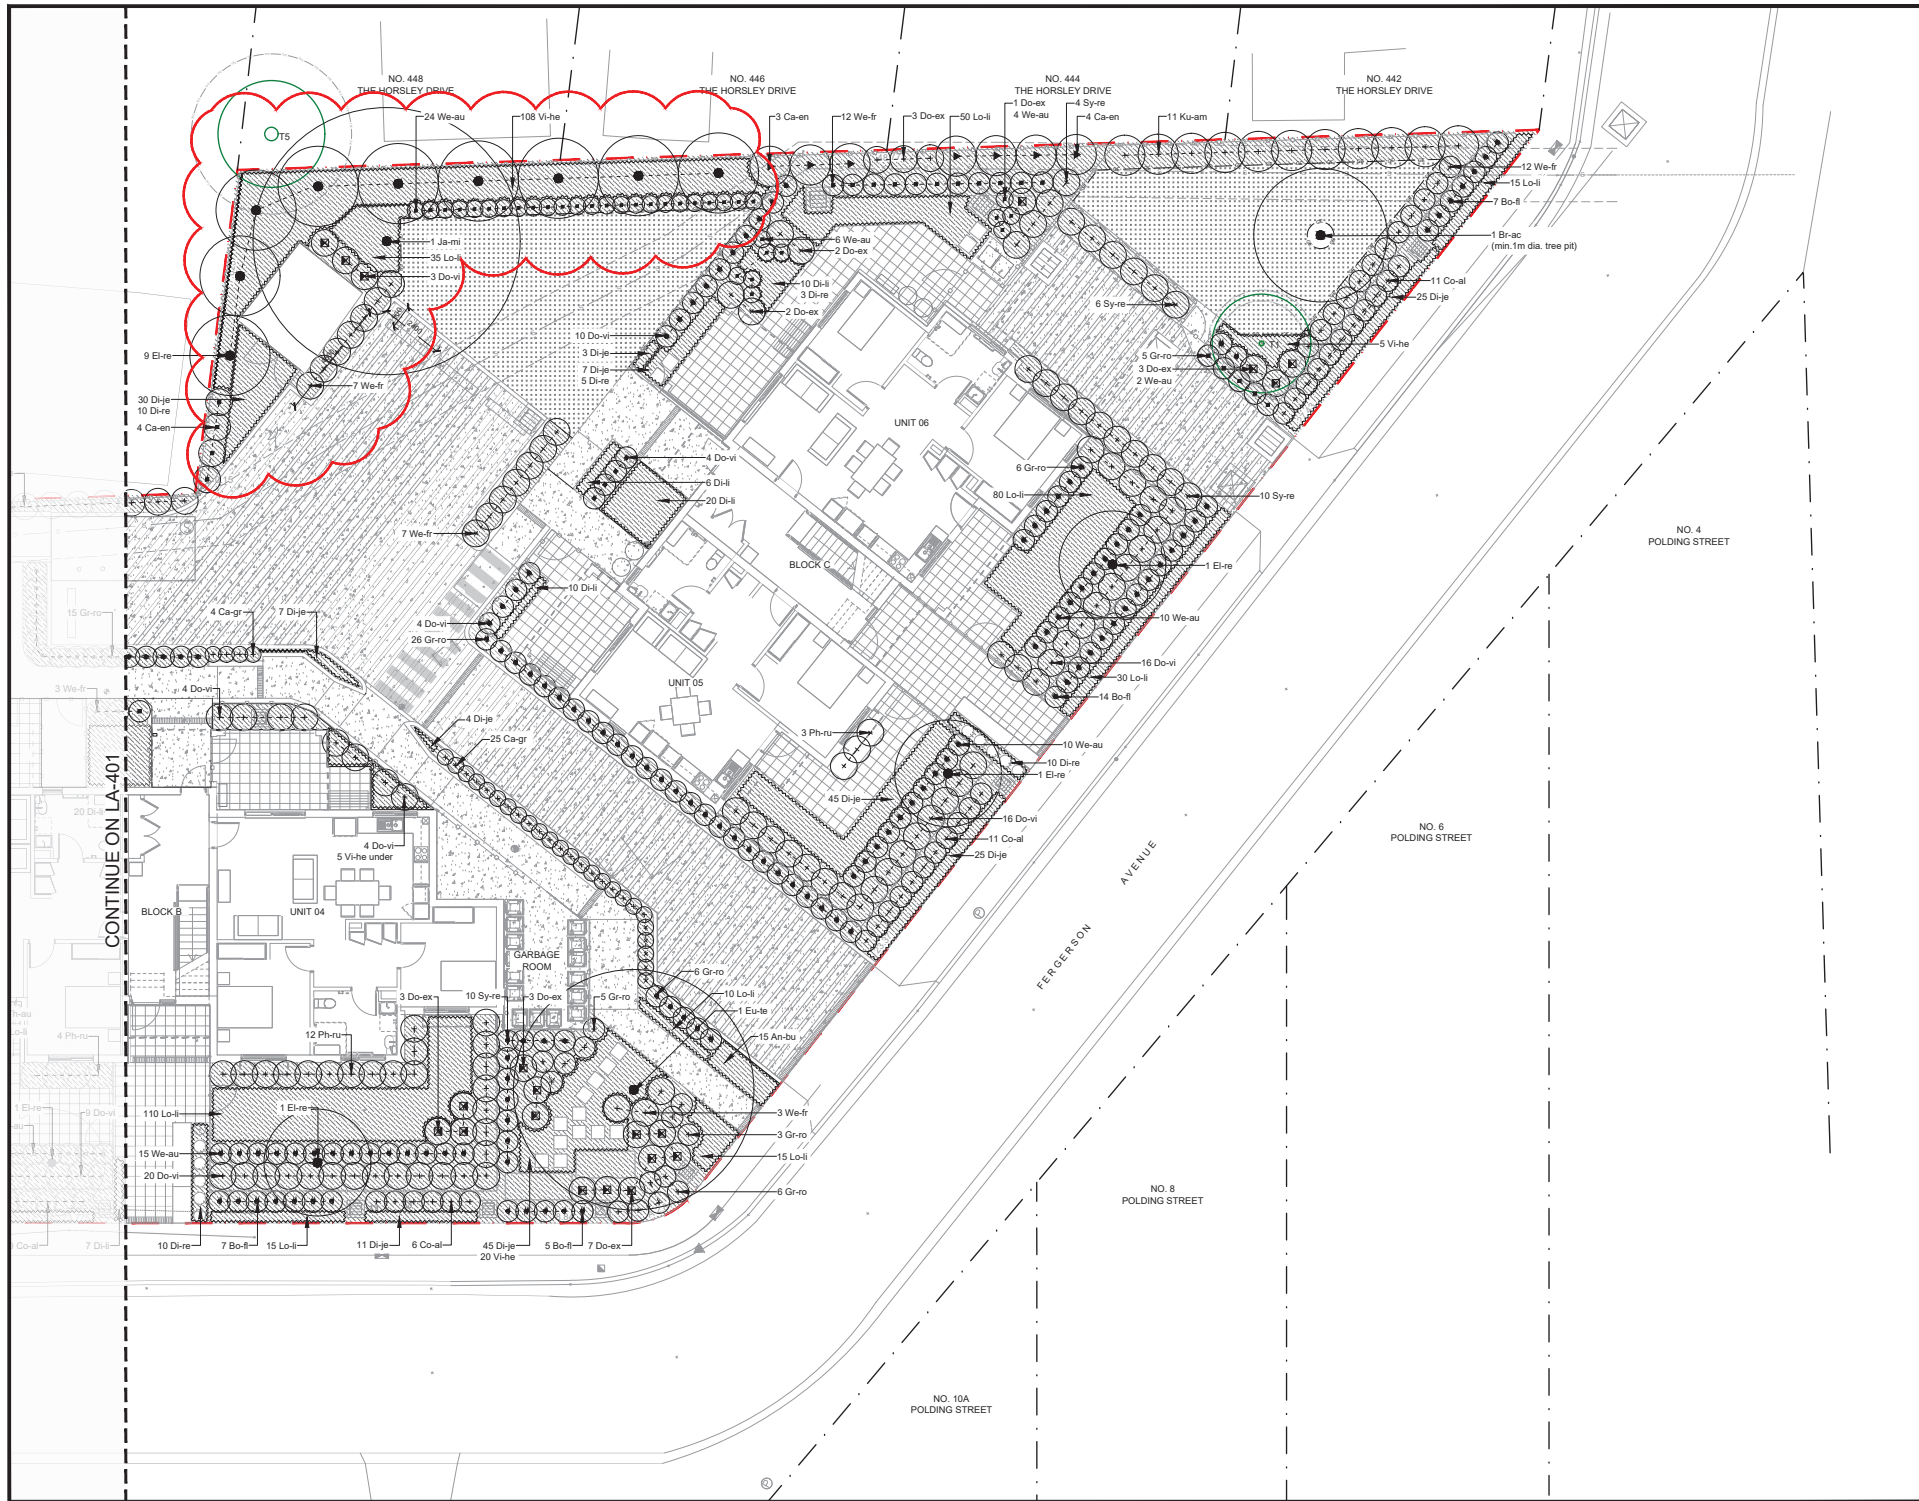 NO. 448
THE HORSLEY DRIVE
NO. 446
THE HORSLEY DRIVE
NO. 444
THE HORSLEY DRIVE
NO. 442
THE HORSLEY DRIVE
T5
24 We-au
108 Vi-he
3 Ca-en
12 We-fr
3 Do-ex
50 Lo-li
1 Do-ex
4 We-au
4 Sy-re
4 Ca-en
11 Ku-am
12 We-fr
15 Lo-li
7 Bo-fl
1 Br-ac
(min.1m dia. tree pit)
1 Ja-mi
35 Lo-li
3 Do-vi
6 We-au
2 Do-ex
10 Di-li
3 Di-re
2 Do-ex
11 Co-al
25 Di-je
6 Sy-re
10 Do-vi
3 Di-je
7 Di-je
5 Di-re
T1
5 Vi-he
5 Gr-ro
3 Do-ex
2 We-au
9 El-re
7 We-fr
30 Di-je
10 Di-re
4 Ca-en
UNIT 06
4 Do-vi
6 Di-li
20 Di-li
6 Gr-ro
80 Lo-li
10 Sy-re
7 We-fr
NO. 4
POLDING STREET
BLOCK C
1 El-re
10 Di-li
15 Gr-ro
4 Ca-gr
7 Di-je
4 Do-vi
26 Gr-ro
10 We-au
16 Do-vi
30 Lo-li
14 Bo-fl
3 We-fr
4 Do-vi
UNIT 05
4 Di-je
25 Ca-gr
3 Ph-ru
10 We-au
10 Di-re
1 El-re
45 Di-je
16 Do-vi
11 Co-al
25 Di-je
CONTINUE ON LA-401
4 Do-vi
5 Vi-he under
NO. 6
POLDING STREET
FERGERSON AVENUE
BLOCK B
UNIT 04
GARBAGE
ROOM
3 Do-ex
10 Sy-re
3 Do-ex
5 Gr-ro
6 Gr-ro
10 Lo-li
1 Eu-te
15 An-bu
4 Ph-ru
12 Ph-ru
1 El-re
9 Do-vi
110 Lo-li
1 El-re
3 We-fr
3 Gr-ro
15 Lo-li
6 Gr-ro
15 We-au
20 Do-vi
NO. 8
POLDING STREET
Co-al
10 Di-re
7 Bo-fl
15 Lo-li
11 Di-je
6 Co-al
45 Di-je
20 Vi-he
5 Bo-fl
7 Do-ex
NO. 10A
POLDING STREET